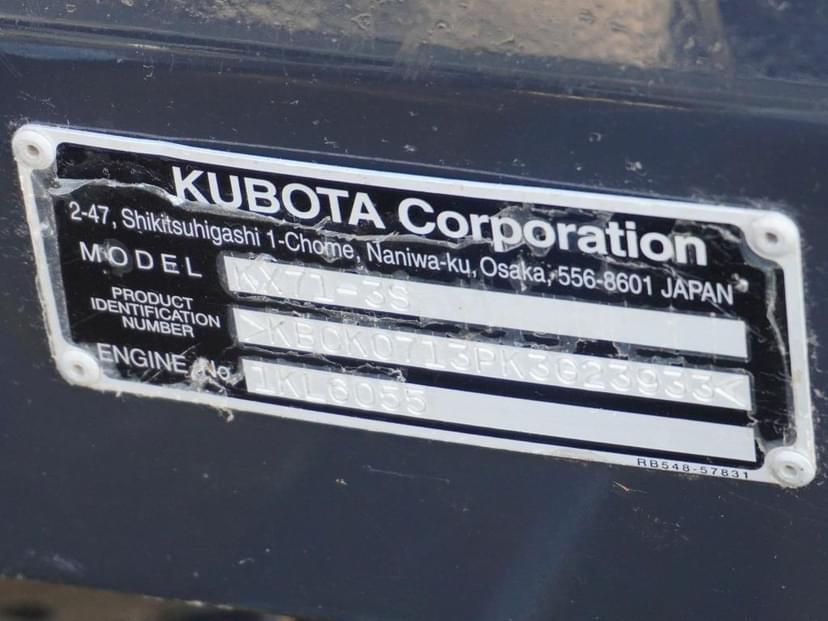 KUBOTA Corporation
2-47, Shikitsuhigashi 1-Chome, Naniwa-ku, Osaka, 556-8601 JAPAN
MODEL KX71-3S
PRODUCT
IDENTIFICATION
NUMBER >KBCK0713PK3G23933<
ENGINE No. 1KL6055
RB548-57831